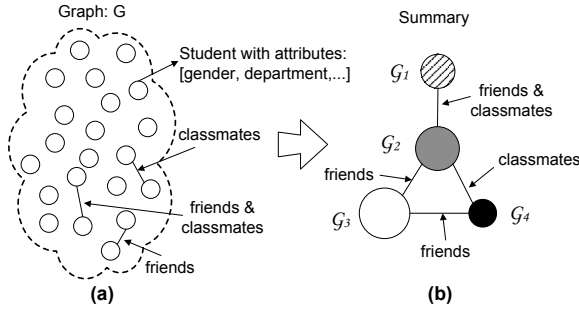 Graph: G
Student with attributes:
[gender, department,...]
classmates
friends &
classmates
friends
(a)
Summary
G1
friends &
classmates
G2
friends
classmates
G3
G4
friends
(b)